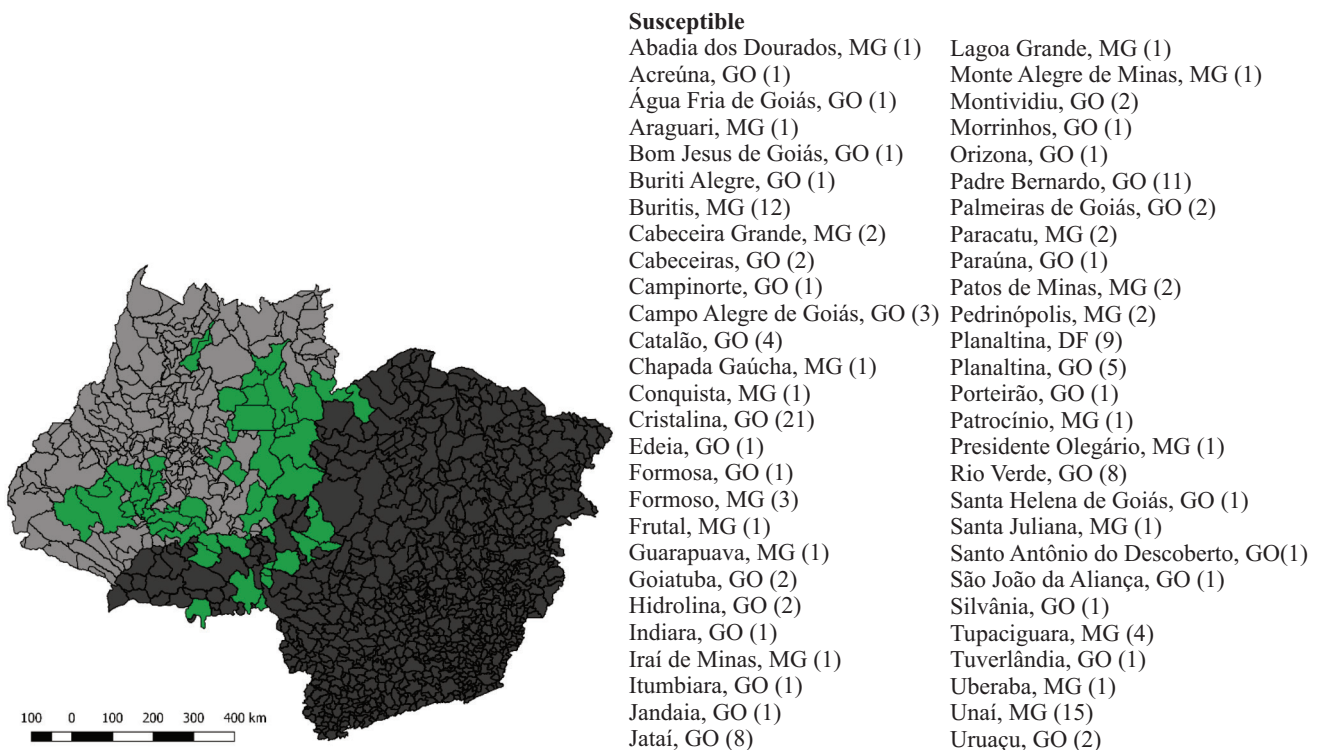 Susceptible
Abadia dos Dourados, MG (1)
Acreúna, GO (1)
Água Fria de Goiás, GO (1)
Araguari, MG (1)
Bom Jesus de Goiás, GO (1)
Buriti Alegre, GO (1)
Buritis, MG (12)
Cabeceira Grande, MG (2)
Cabeceiras, GO (2)
Campinorte, GO (1)
Campo Alegre de Goiás, GO (3)
Catalão, GO (4)
Chapada Gaúcha, MG (1)
Conquista, MG (1)
Cristalina, GO (21)
Edeia, GO (1)
Formosa, GO (1)
Formoso, MG (3)
Frutal, MG (1)
Guarapuava, MG (1)
Goiatuba, GO (2)
Hidrolina, GO (2)
Indiara, GO (1)
Iraí de Minas, MG (1)
Itumbiara, GO (1)
Jandaia, GO (1)
Jataí, GO (8)
Lagoa Grande, MG (1)
Monte Alegre de Minas, MG (1)
Montividiu, GO (2)
Morrinhos, GO (1)
Orizona, GO (1)
Padre Bernardo, GO (11)
Palmeiras de Goiás, GO (2)
Paracatu, MG (2)
Paraúna, GO (1)
Patos de Minas, MG (2)
Pedrinópolis, MG (2)
Planaltina, DF (9)
Planaltina, GO (5)
Porteirão, GO (1)
Patrocínio, MG (1)
Presidente Olegário, MG (1)
Rio Verde, GO (8)
Santa Helena de Goiás, GO (1)
Santa Juliana, MG (1)
Santo Antônio do Descoberto, GO(1)
São João da Aliança, GO (1)
Silvânia, GO (1)
Tupaciguara, MG (4)
Tuverlândia, GO (1)
Uberaba, MG (1)
Unaí, MG (15)
Uruaçu, GO (2)
100 0 100 200 300 400 km